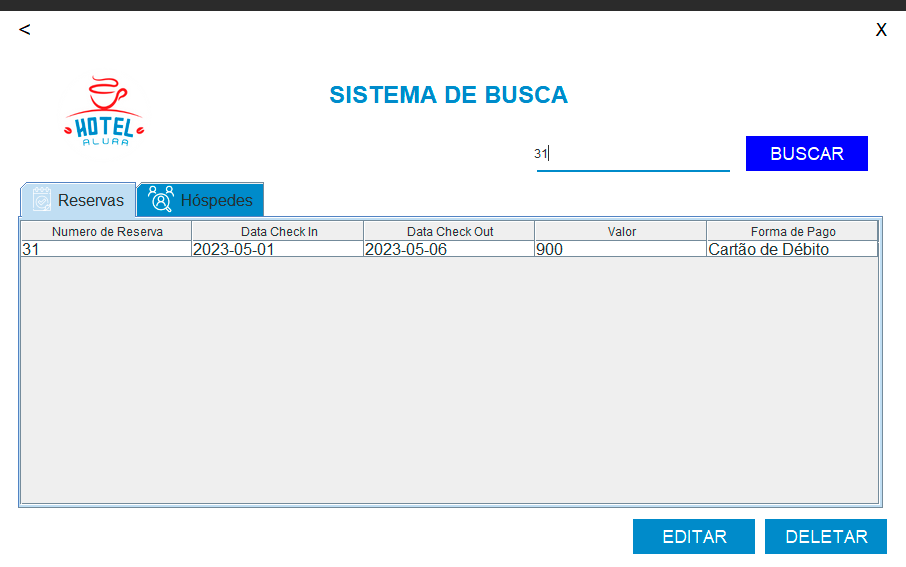 < X
HOTEL
ALURA
SISTEMA DE BUSCA
31 BUSCAR
Reservas Hóspedes
Numero de Reserva Data Check In Data Check Out Valor Forma de Pago
31 2023-05-01 2023-05-06 900 Cartão de Débito
EDITAR DELETAR